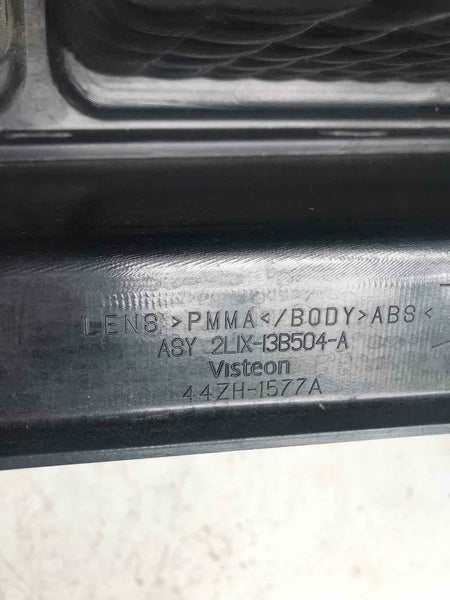 LENS >PMMA</BODY>ABS<
ASY 2L1X-13B504-A
Visteon
44ZH-1577A